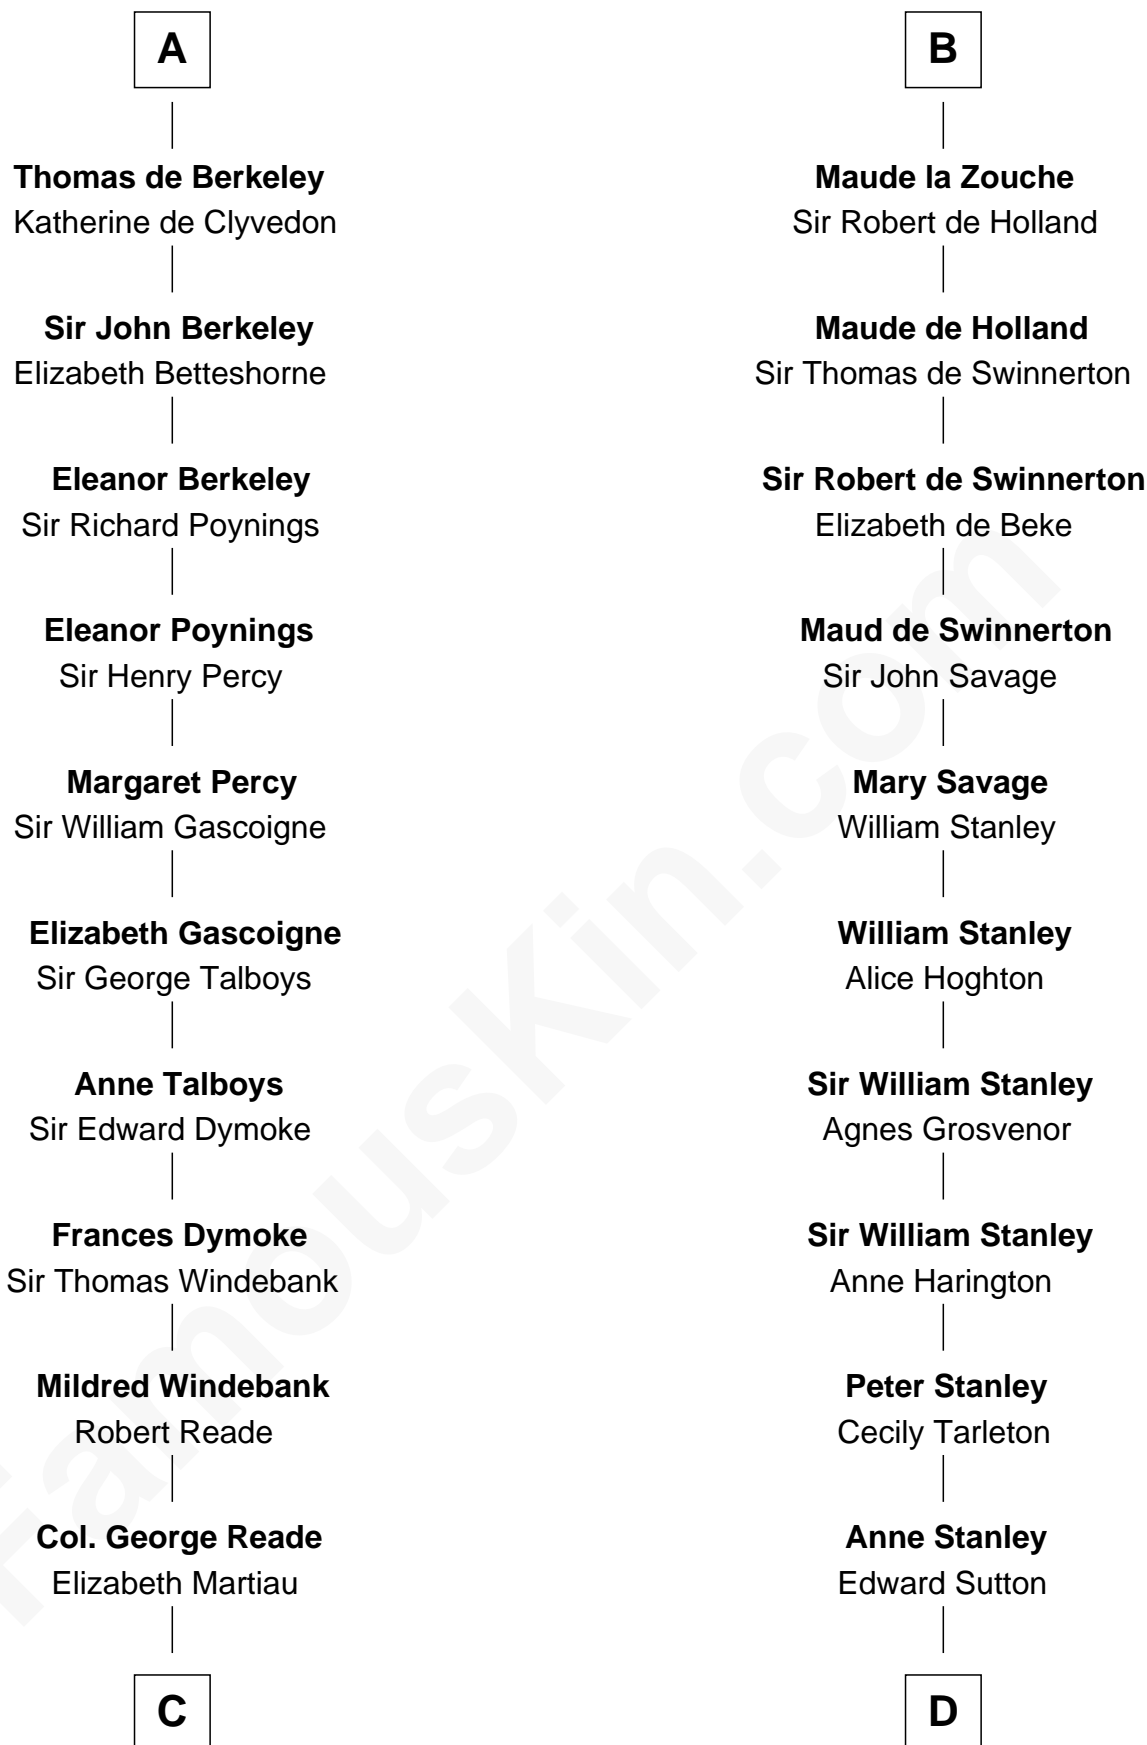 A
Thomas de Berkeley
Katherine de Clyvedon
Sir John Berkeley
Elizabeth Betteshorne
Eleanor Berkeley
Sir Richard Poynings
Eleanor Poynings
Sir Henry Percy
Margaret Percy
Sir William Gascoigne
Elizabeth Gascoigne
Sir George Talboys
Anne Talboys
Sir Edward Dymoke
Frances Dymoke
Sir Thomas Windebank
Mildred Windebank
Robert Reade
Col. George Reade
Elizabeth Martiau
C
B
Maude la Zouche
Sir Robert de Holland
Maude de Holland
Sir Thomas de Swinnerton
Sir Robert de Swinnerton
Elizabeth de Beke
Maud de Swinnerton
Sir John Savage
Mary Savage
William Stanley
William Stanley
Alice Hoghton
Sir William Stanley
Agnes Grosvenor
Sir William Stanley
Anne Harington
Peter Stanley
Cecily Tarleton
Anne Stanley
Edward Sutton
D
FamousKin.com